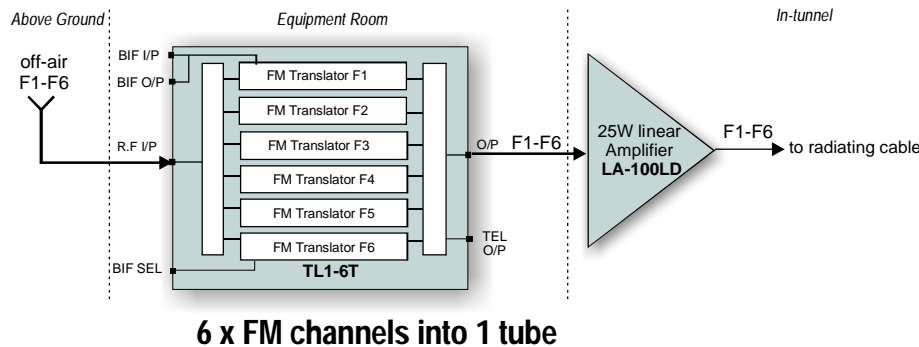 Above Ground
Equipment Room
In-tunnel
off-air
F1-F6
BIF I/P
BIF O/P
R.F I/P
BIF SEL
FM Translator F1
FM Translator F2
FM Translator F3
FM Translator F4
FM Translator F5
FM Translator F6
TL1-6T
O/P
F1-F6
TEL
O/P
25W linear
Amplifier
LA-100LD
F1-F6
to radiating cable
6 x FM channels into 1 tube